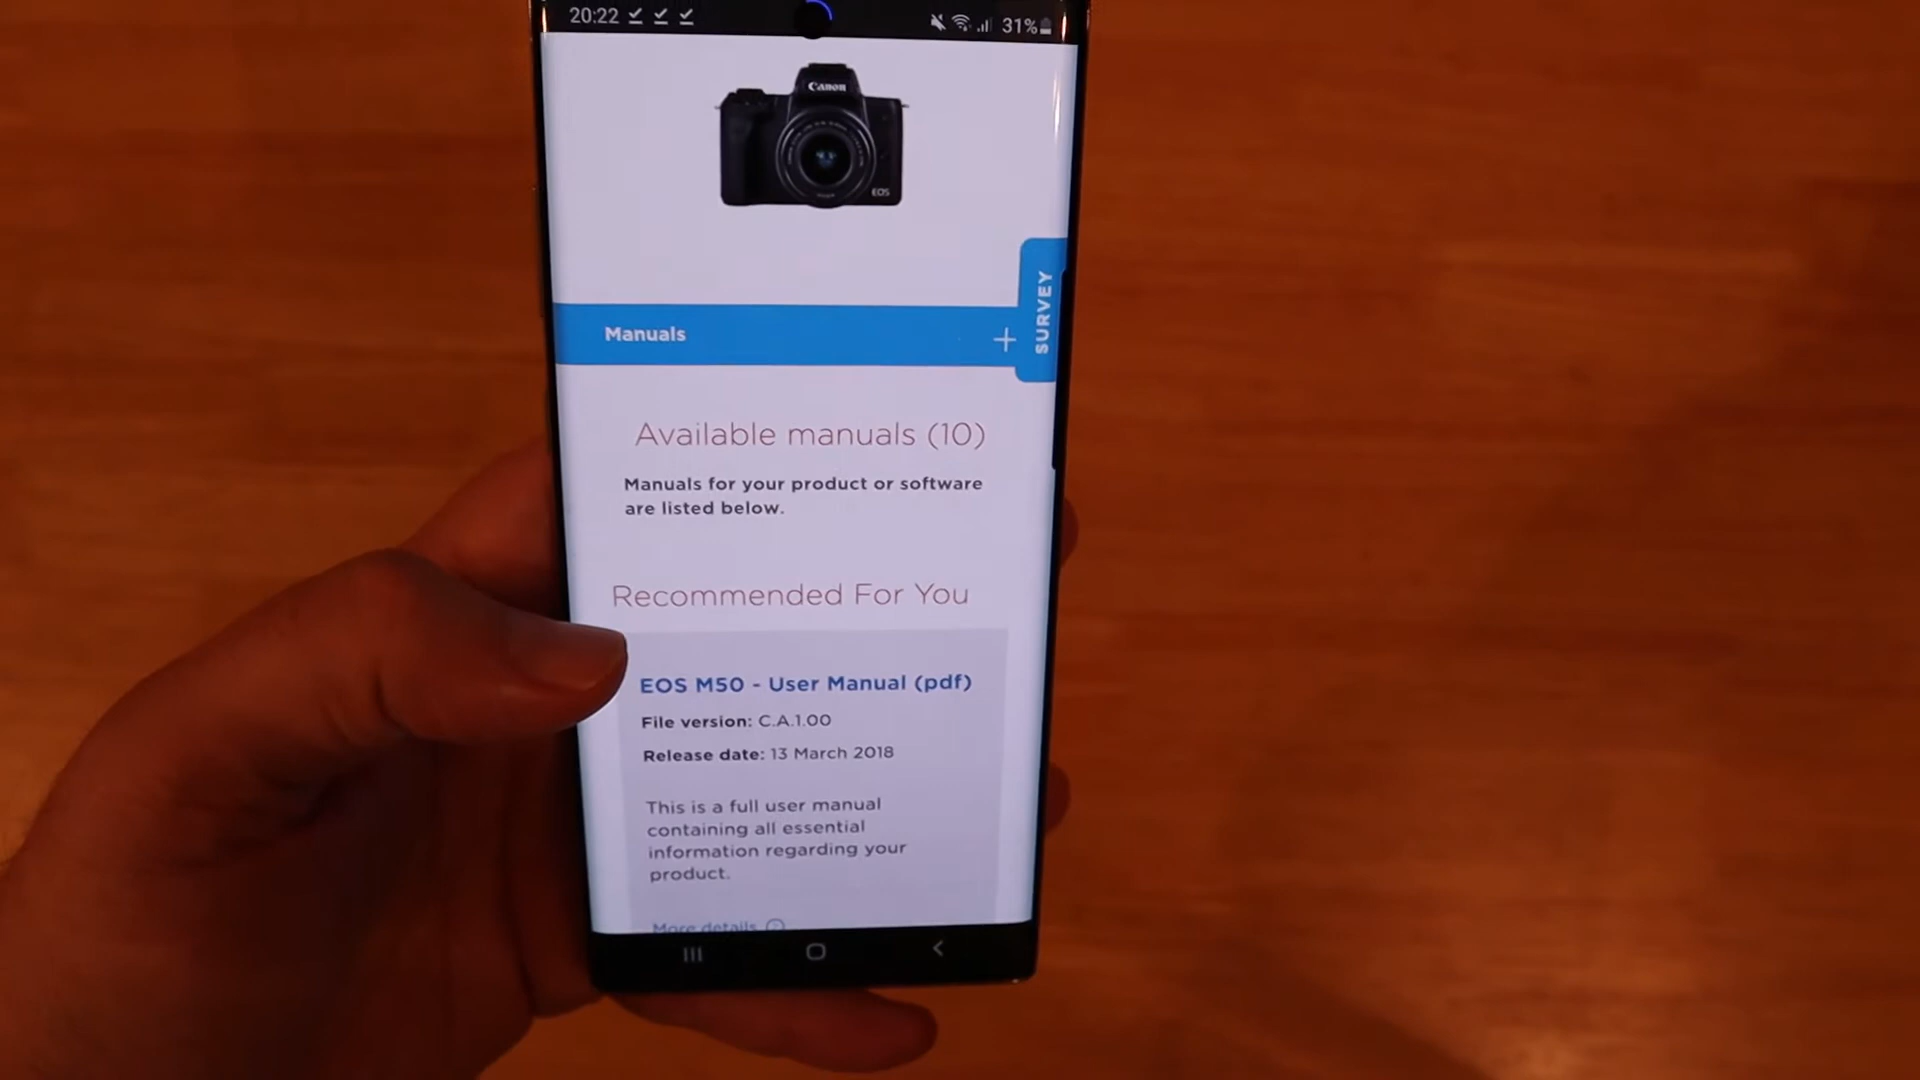 20:22
31%
Canon
EOS
SURVEY
Manuals
Available manuals (10)
Manuals for your product or software
are listed below.
Recommended For You
EOS M50 - User Manual (pdf)
File version: C.A.1.00
Release date: 13 March 2018
This is a full user manual
containing all essential
information regarding your
product.
More details